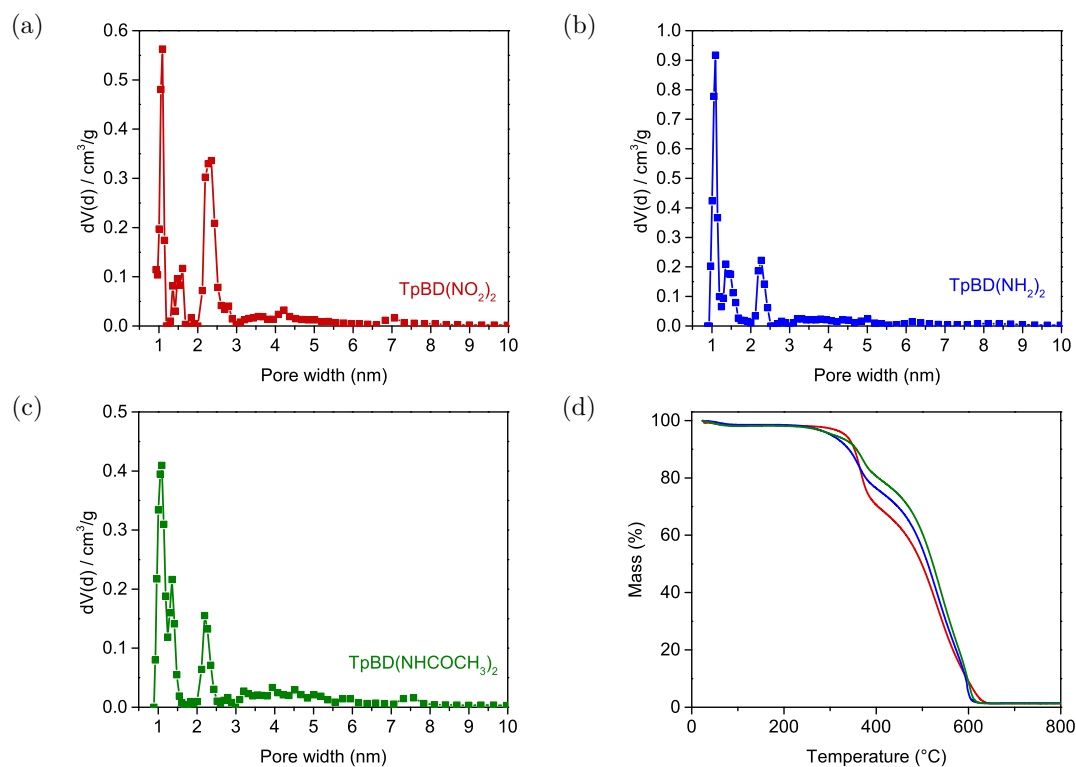 (a)
0.6
0.5
0.4
0.3
0.2
0.1
0.0
dV(d) / cm³/g
TpBD(NO₂)₂
1 2 3 4 5 6 7 8 9 10
Pore width (nm)
(b)
1.0
0.9
0.8
0.7
0.6
0.5
0.4
0.3
0.2
0.1
0.0
dV(d) / cm³/g
TpBD(NH₂)₂
1 2 3 4 5 6 7 8 9 10
Pore width (nm)
(c)
0.5
0.4
0.3
0.2
0.1
0.0
dV(d) / cm³/g
TpBD(NHCOCH₃)₂
1 2 3 4 5 6 7 8 9 10
Pore width (nm)
(d)
100
80
60
40
20
0
Mass (%)
0 200 400 600 800
Temperature (°C)